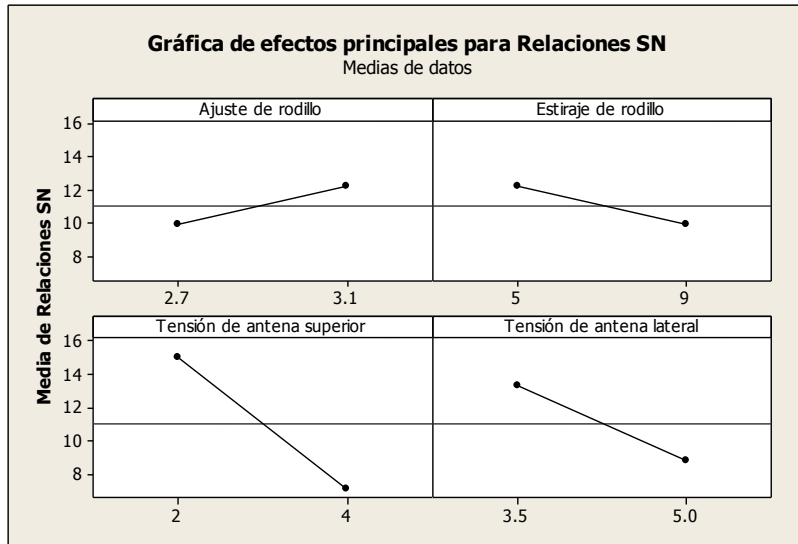 Gráfica de efectos principales para Relaciones SN
Medias de datos
Media de Relaciones SN
Ajuste de rodillo
Estiraje de rodillo
16
14
12
10
8
2.7
3.1
5
9
Tensión de antena superior
Tensión de antena lateral
16
14
12
10
8
2
4
3.5
5.0